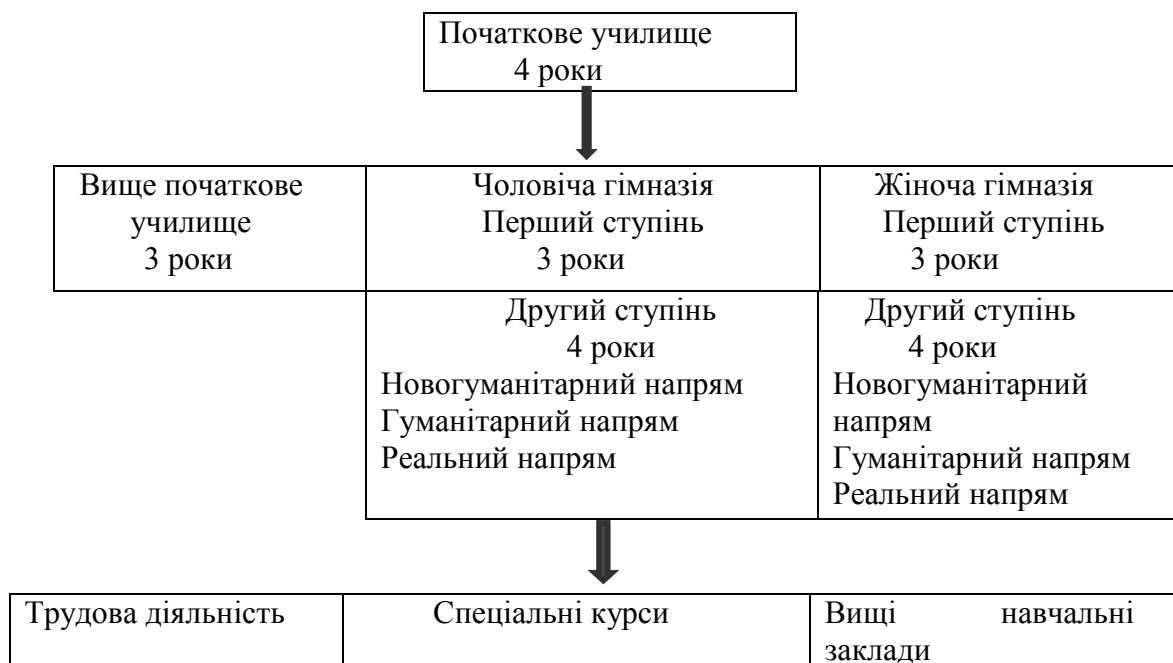 Початкове училище
4 роки
Вище початкове
училище
3 роки
Чоловіча гімназія
Перший ступінь
3 роки
Жіноча гімназія
Перший ступінь
3 роки
Другий ступінь
4 роки
Новогуманітарний напрям
Гуманітарний напрям
Реальний напрям
Другий ступінь
4 роки
Новогуманітарний
напрям
Гуманітарний напрям
Реальний напрям
Трудова діяльність
Спеціальні курси
Вищі навчальні
заклади